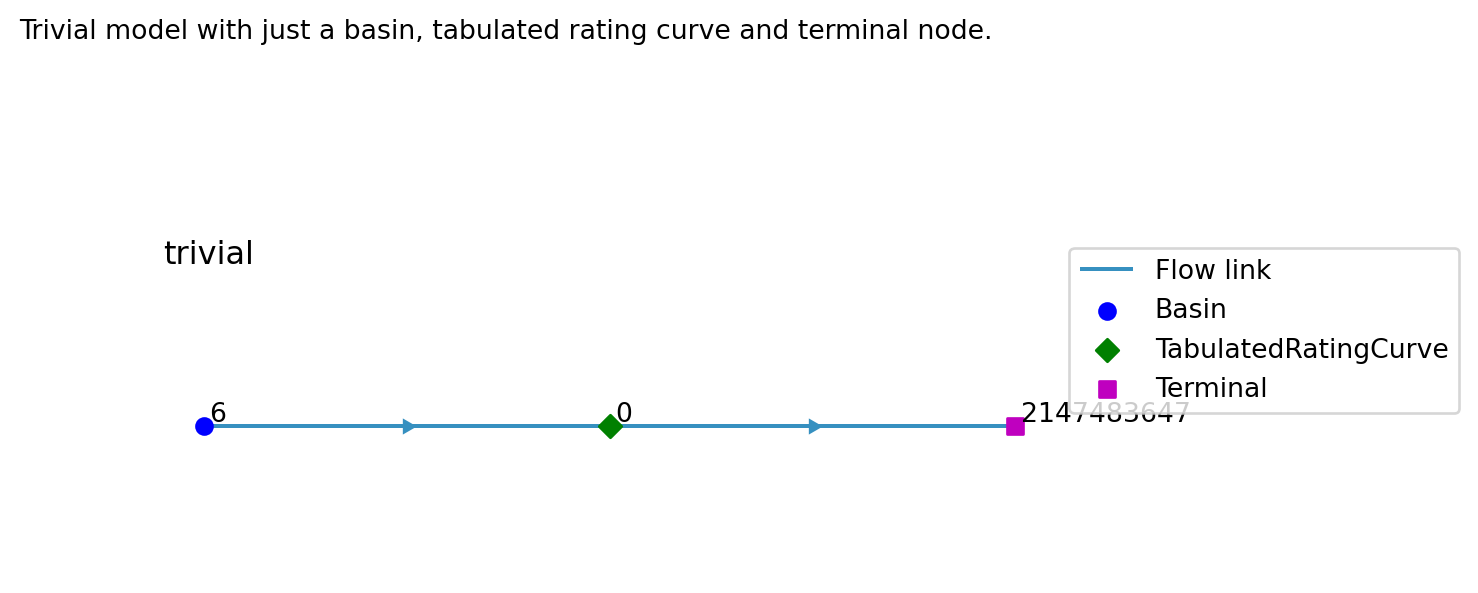 Trivial model with just a basin, tabulated rating curve and terminal node.
trivial
Flow link
Basin
TabulatedRatingCurve
Terminal
6
0
2147483647